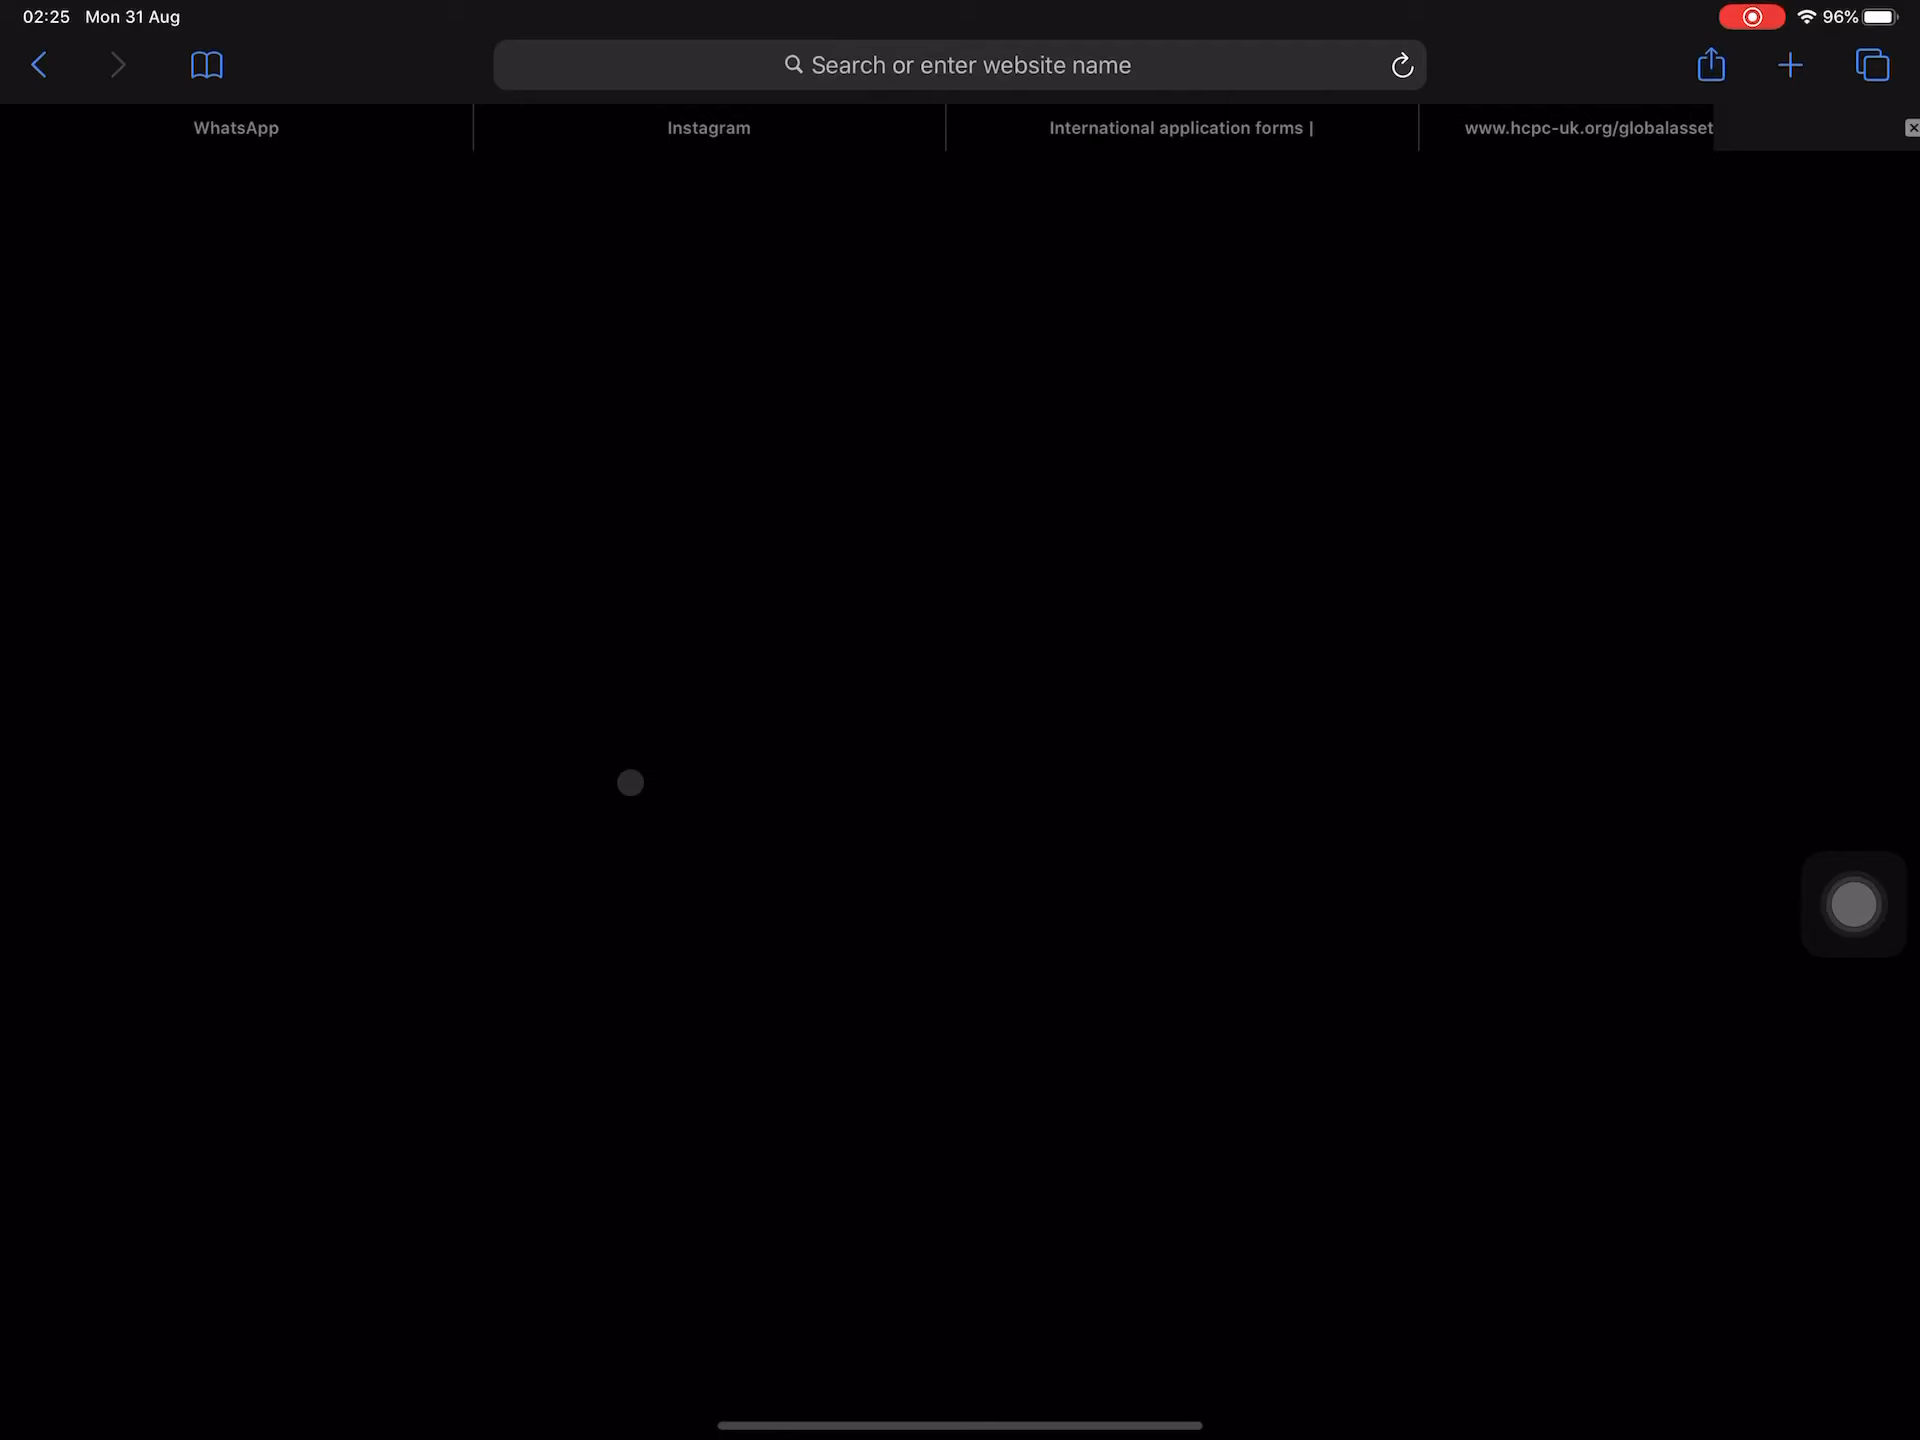 02:25 Mon 31 Aug
96%
Search or enter website name
WhatsApp
Instagram
International application forms |
www.hcpc-uk.org/globalasset